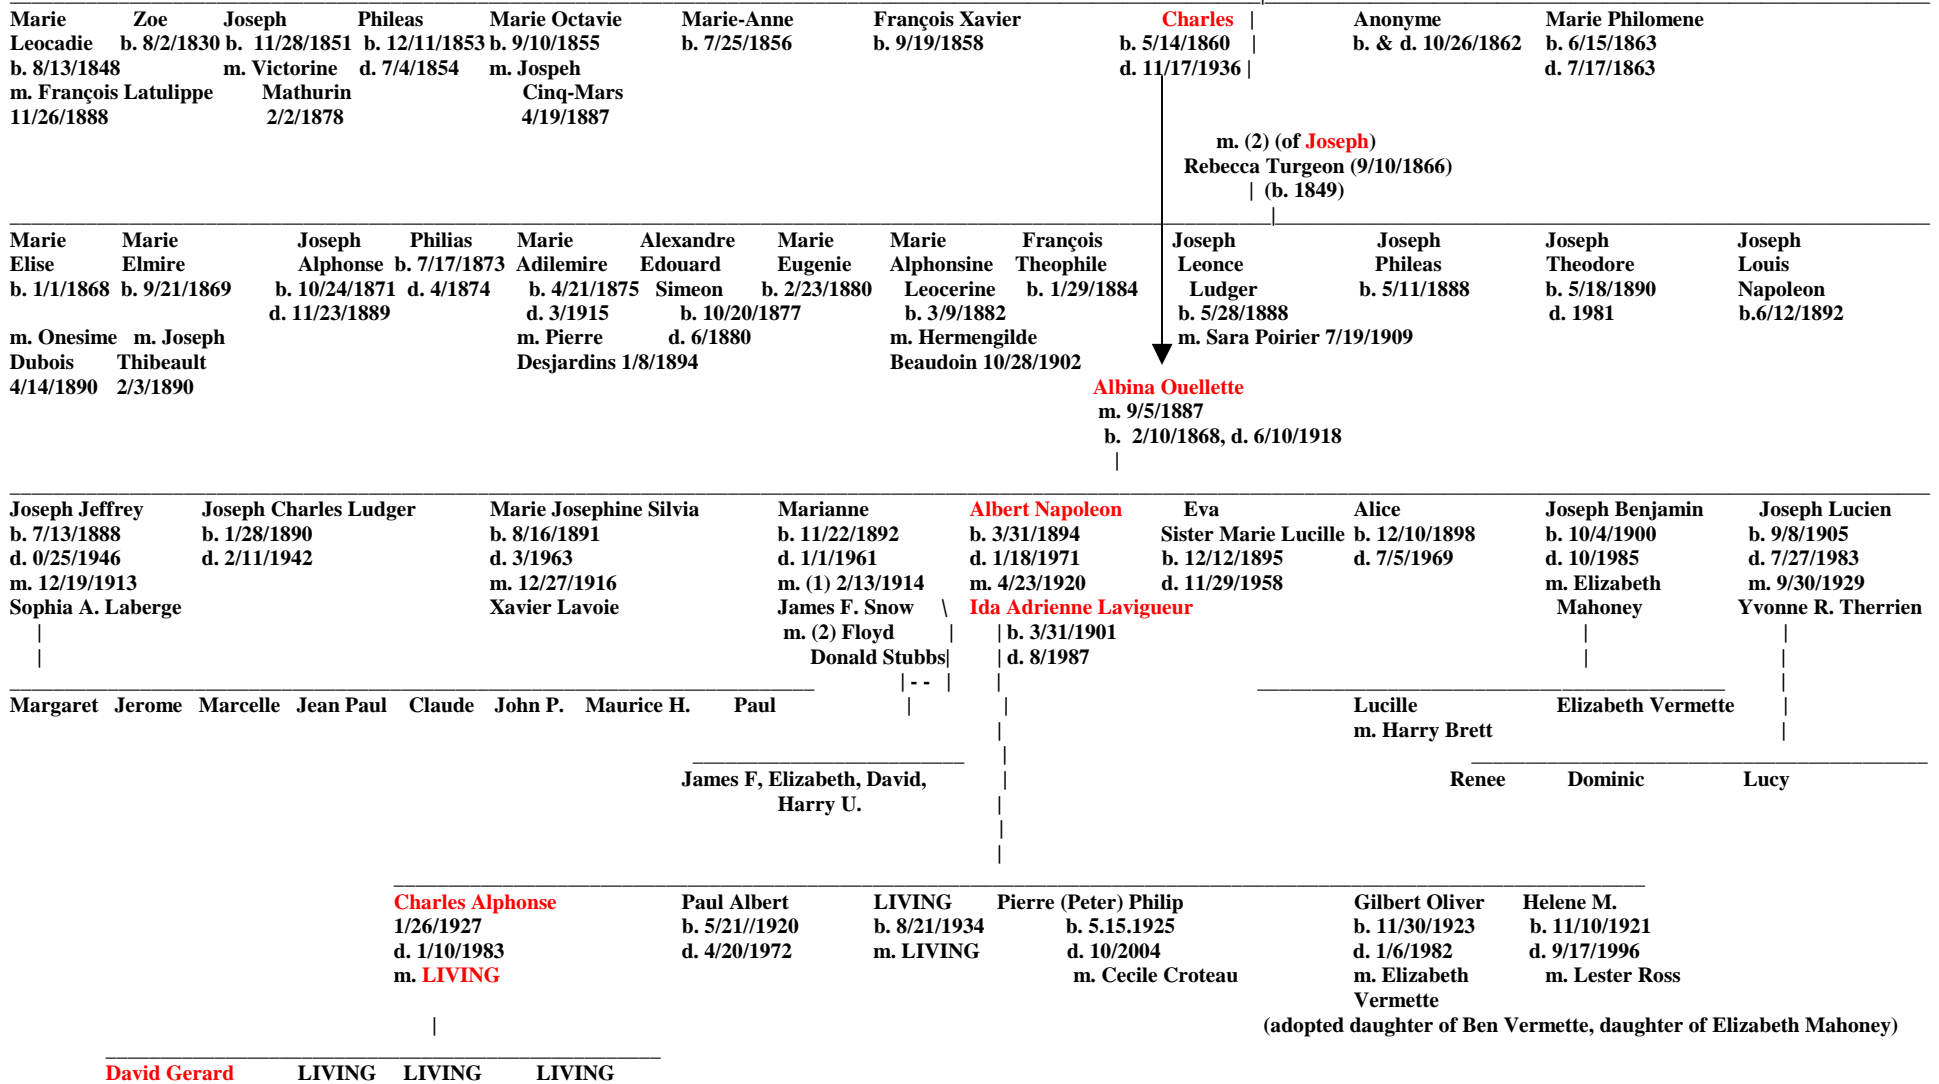 Marie Zoe Joseph Phileas Marie Octavie Marie-Anne François Xavier Charles | Anonyme Marie Philomene
Leocadie b. 8/2/1830 b. 11/28/1851 b. 12/11/1853 b. 9/10/1855 b. 7/25/1856 b. 9/19/1858 b. 5/14/1860 | b. & d. 10/26/1862 b. 6/15/1863
b. 8/13/1848 m. Victorine d. 7/4/1854 m. Jospeh d. 11/17/1936 | d. 7/17/1863
m. François Latulippe Mathurin Cinq-Mars
11/26/1888 2/2/1878 4/19/1887
m. (2) (of Joseph)
Rebecca Turgeon (9/10/1866)
| (b. 1849)
|
Marie Marie Joseph Philias Marie Alexandre Marie Marie François Joseph Joseph Joseph Joseph
Elise Elmire Alphonse b. 7/17/1873 Adilemire Edouard Eugenie Alphonsine Theophile Leonce Phileas Theodore Louis
b. 1/1/1868 b. 9/21/1869 b. 10/24/1871 d. 4/1874 b. 4/21/1875 Simeon b. 2/23/1880 Leocerine b. 1/29/1884 Ludger b. 5/11/1888 b. 5/18/1890 Napoleon
d. 11/23/1889 d. 3/1915 b. 10/20/1877 b. 3/9/1882 b. 5/28/1888 d. 1981 b.6/12/1892
m. Onesime m. Joseph m. Pierre d. 6/1880 m. Hermengilde m. Sara Poirier 7/19/1909
Dubois Thibeault Desjardins 1/8/1894 Beaudoin 10/28/1902
4/14/1890 2/3/1890 Albina Ouellette
m. 9/5/1887
b. 2/10/1868, d. 6/10/1918
|
Joseph Jeffrey Joseph Charles Ludger Marie Josephine Silvia Marianne Albert Napoleon Eva Alice Joseph Benjamin Joseph Lucien
b. 7/13/1888 b. 1/28/1890 b. 8/16/1891 b. 11/22/1892 b. 3/31/1894 Sister Marie Lucille b. 12/10/1898 b. 10/4/1900 b. 9/8/1905
d. 0/25/1946 d. 2/11/1942 d. 3/1963 d. 1/1/1961 d. 1/18/1971 b. 12/12/1895 d. 7/5/1969 d. 10/1985 d. 7/27/1983
m. 12/19/1913 m. 12/27/1916 m. (1) 2/13/1914 m. 4/23/1920 d. 11/29/1958 m. Elizabeth m. 9/30/1929
Sophia A. Laberge Xavier Lavoie James F. Snow \ Ida Adrienne Lavigueur Mahoney Yvonne R. Therrien
| m. (2) Floyd | | b. 3/31/1901 | |
| Donald Stubbs| | d. 8/1987 | |
|- - | | |
Margaret Jerome Marcelle Jean Paul Claude John P. Maurice H. Paul | | Lucille Elizabeth Vermette |
| m. Harry Brett |
|
James F, Elizabeth, David, | Renee Dominic Lucy
Harry U. |
|
|
Charles Alphonse Paul Albert LIVING Pierre (Peter) Philip Gilbert Oliver Helene M.
1/26/1927 b. 5/21//1920 b. 8/21/1934 b. 5.15.1925 b. 11/30/1923 b. 11/10/1921
d. 1/10/1983 d. 4/20/1972 m. LIVING d. 10/2004 d. 1/6/1982 d. 9/17/1996
m. LIVING m. Cecile Croteau m. Elizabeth m. Lester Ross
Vermette
| (adopted daughter of Ben Vermette, daughter of Elizabeth Mahoney)
David Gerard LIVING LIVING LIVING